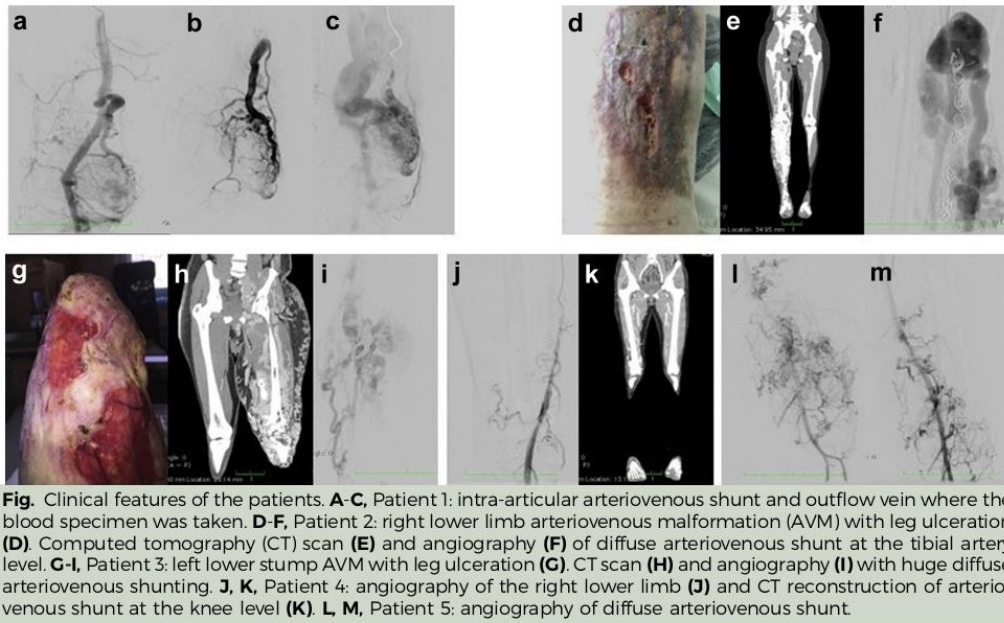 a b c d e f
m Location: 34.95 mm
g h i j k l m
Fig. Clinical features of the patients. A-C, Patient 1: intra-articular arteriovenous shunt and outflow vein where the
blood specimen was taken. D-F, Patient 2: right lower limb arteriovenous malformation (AVM) with leg ulceration
(D). Computed tomography (CT) scan (E) and angiography (F) of diffuse arteriovenous shunt at the tibial artery
level. G-I, Patient 3: left lower stump AVM with leg ulceration (G). CT scan (H) and angiography (I) with huge diffuse
arteriovenous shunting. J, K, Patient 4: angiography of the right lower limb (J) and CT reconstruction of arterio
venous shunt at the knee level (K). L, M, Patient 5: angiography of diffuse arteriovenous shunt.